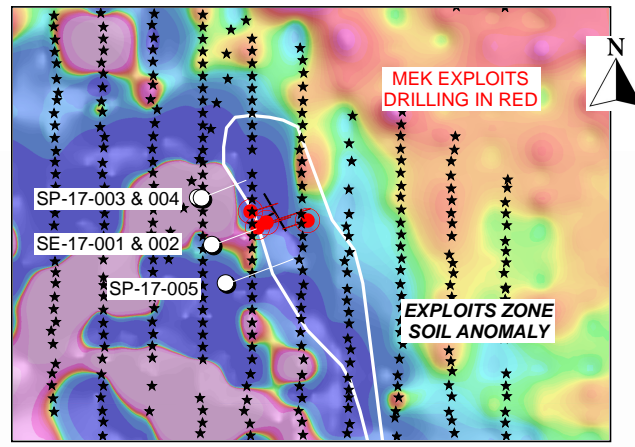 N
MEK EXPLOITS
DRILLING IN RED
SP-17-003 & 004
SE-17-001 & 002
SP-17-005
EXPLOITS ZONE
SOIL ANOMALY